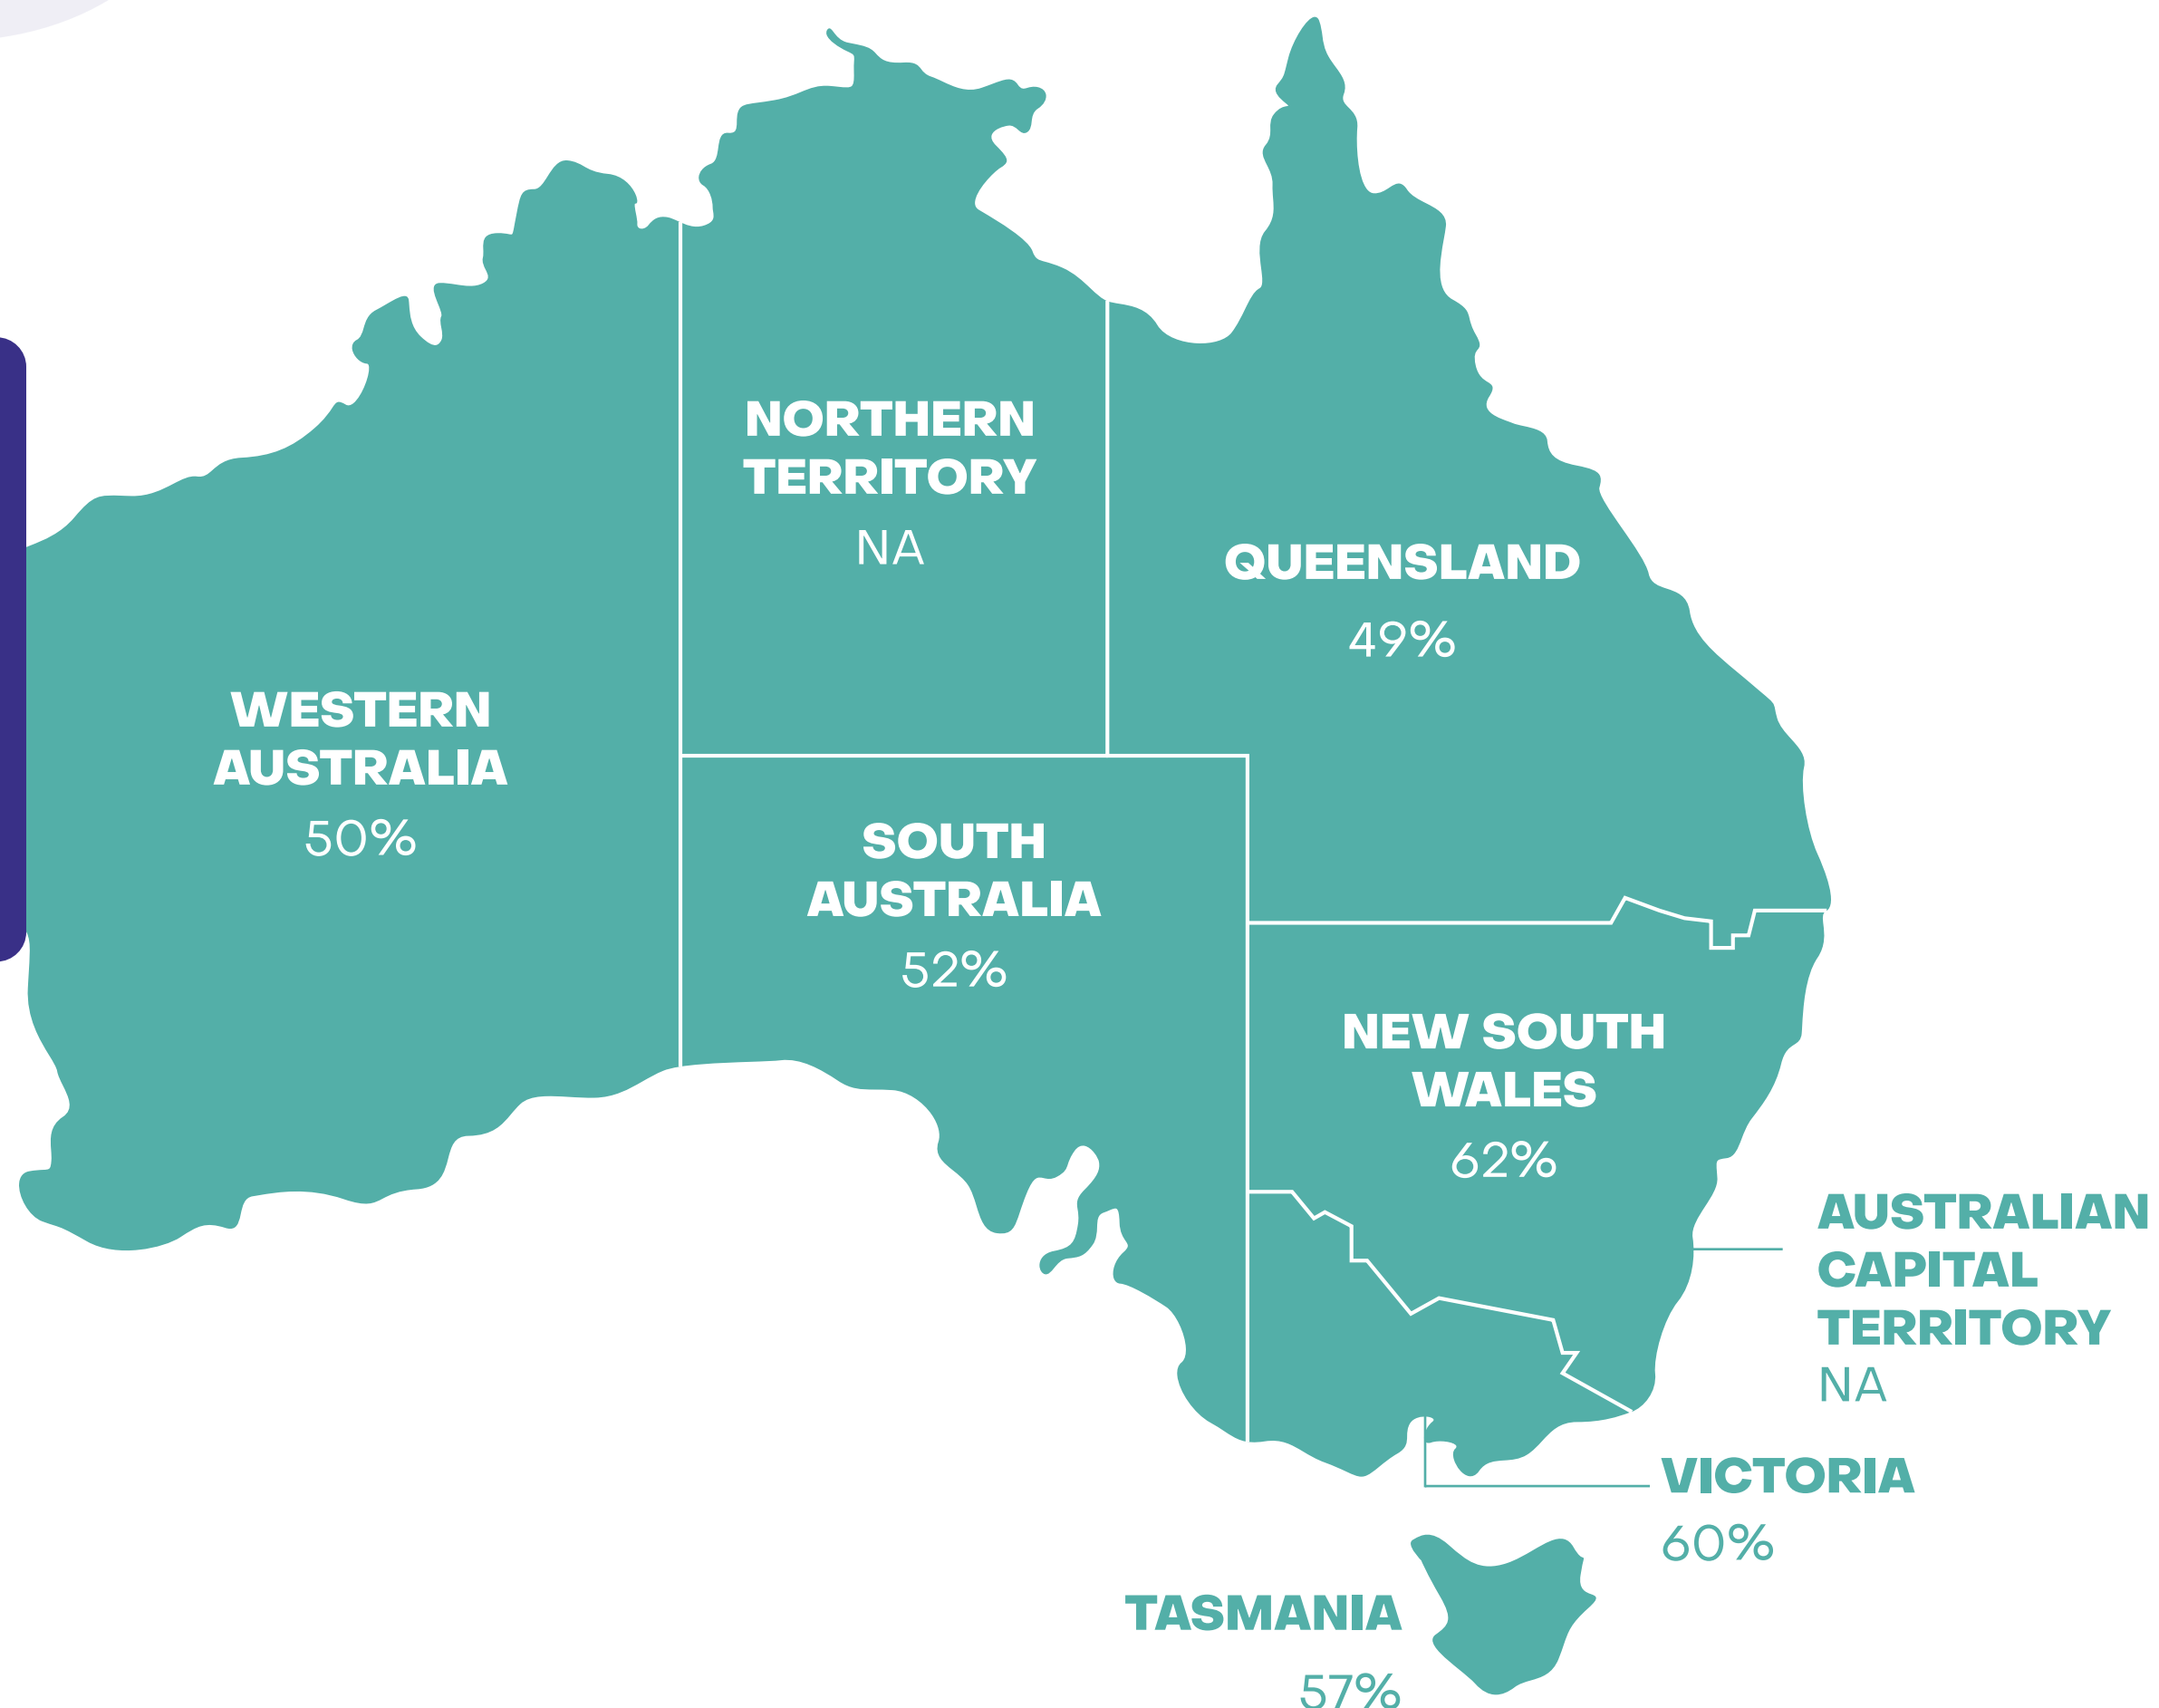 NORTHERN
TERRITORY
NA
QUEENSLAND
49%
WESTERN
AUSTRALIA
50%
SOUTH
AUSTRALIA
52%
NEW SOUTH
WALES
62%
AUSTRALIAN
CAPITAL
TERRITORY
NA
VICTORIA
60%
TASMANIA
57%